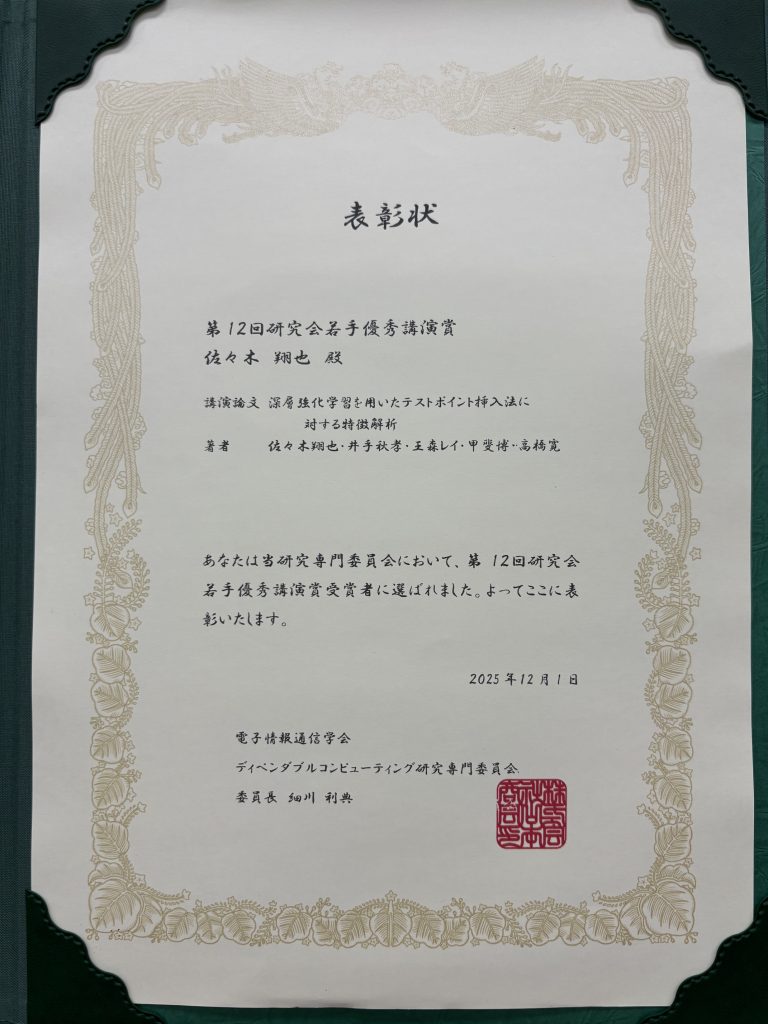 表彰状
第12回研究会若手優秀講演賞
佐々木 翔也 殿
講演論文 深層強化学習を用いたテストポイント挿入法に
対する特徴解析
著者 佐々木翔也・井手秋孝・王森レイ・甲斐博・高橋寛
あなたは当研究専門委員会において、第12回研究会
若手優秀講演賞受賞者に選ばれました。よってここに表
彰いたします。
2025年12月1日
電子情報通信学会
ディペンダブルコンピューティング研究専門委員会
委員長 細川 利典